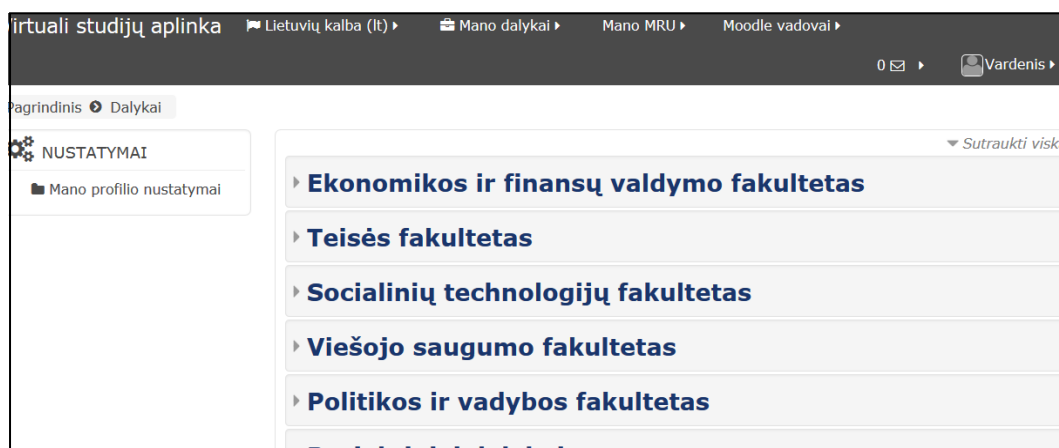 irtuali studijų aplinka Lietuvių kalba (lt) Mano dalykai Mano MRU Moodle vadovai
0 Vardenis
Pagrindinis Dalykai
NUSTATYMAI
Mano profilio nustatymai
Sutraukti visk
Ekonomikos ir finansų valdymo fakultetas
Teisės fakultetas
Socialinių technologijų fakultetas
Viešojo saugumo fakultetas
Politikos ir vadybos fakultetas